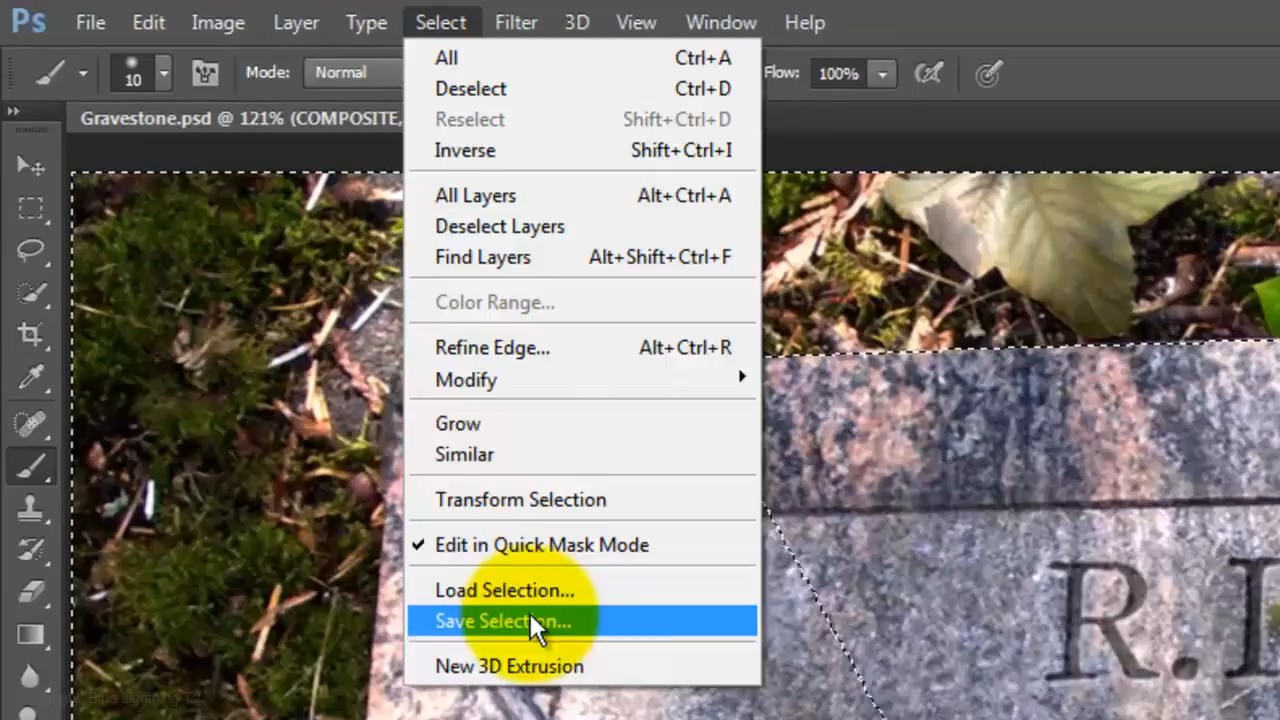 Ps File Edit Image Layer Type Select Filter 3D View Window Help
10 Mode: Normal Flow: 100%
Gravestone.psd @ 121% (COMPOSITE,
All Ctrl+A
Deselect Ctrl+D
Reselect Shift+Ctrl+D
Inverse Shift+Ctrl+I
All Layers Alt+Ctrl+A
Deselect Layers
Find Layers Alt+Shift+Ctrl+F
Color Range...
Refine Edge... Alt+Ctrl+R
Modify
Grow
Similar
Transform Selection
Edit in Quick Mask Mode
Load Selection...
Save Selection...
New 3D Extrusion
R.I
Blue Lightning TV